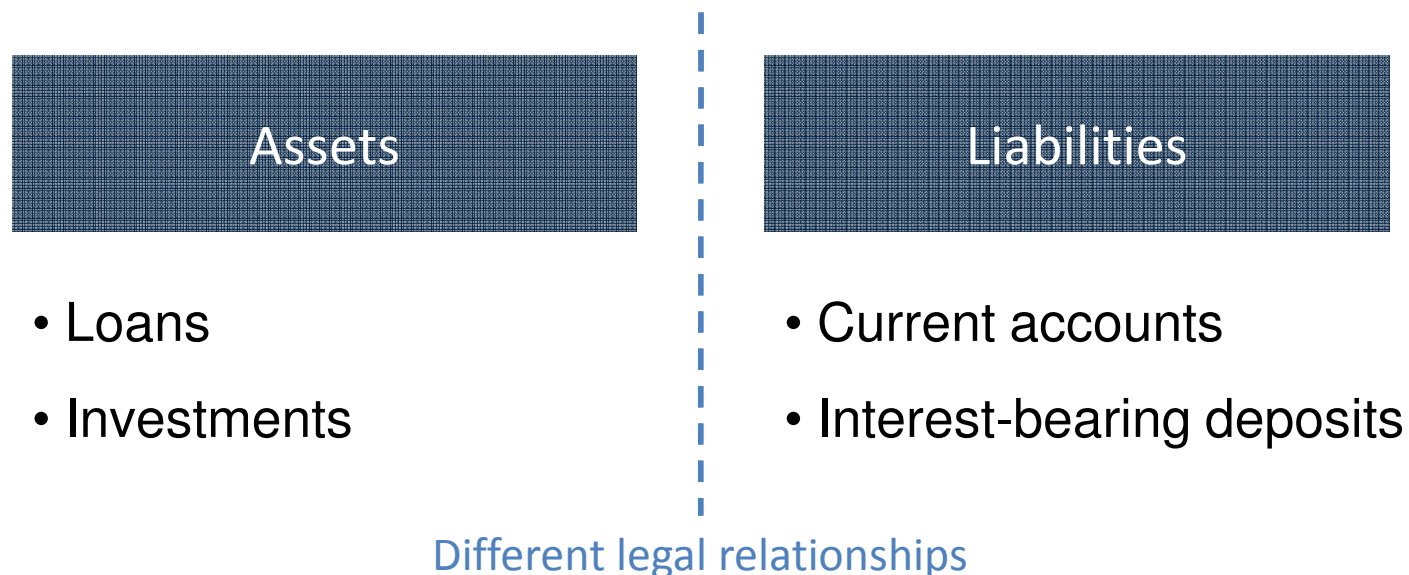 Assets
Liabilities
• Loans
• Investments
• Current accounts
• Interest-bearing deposits
Different legal relationships